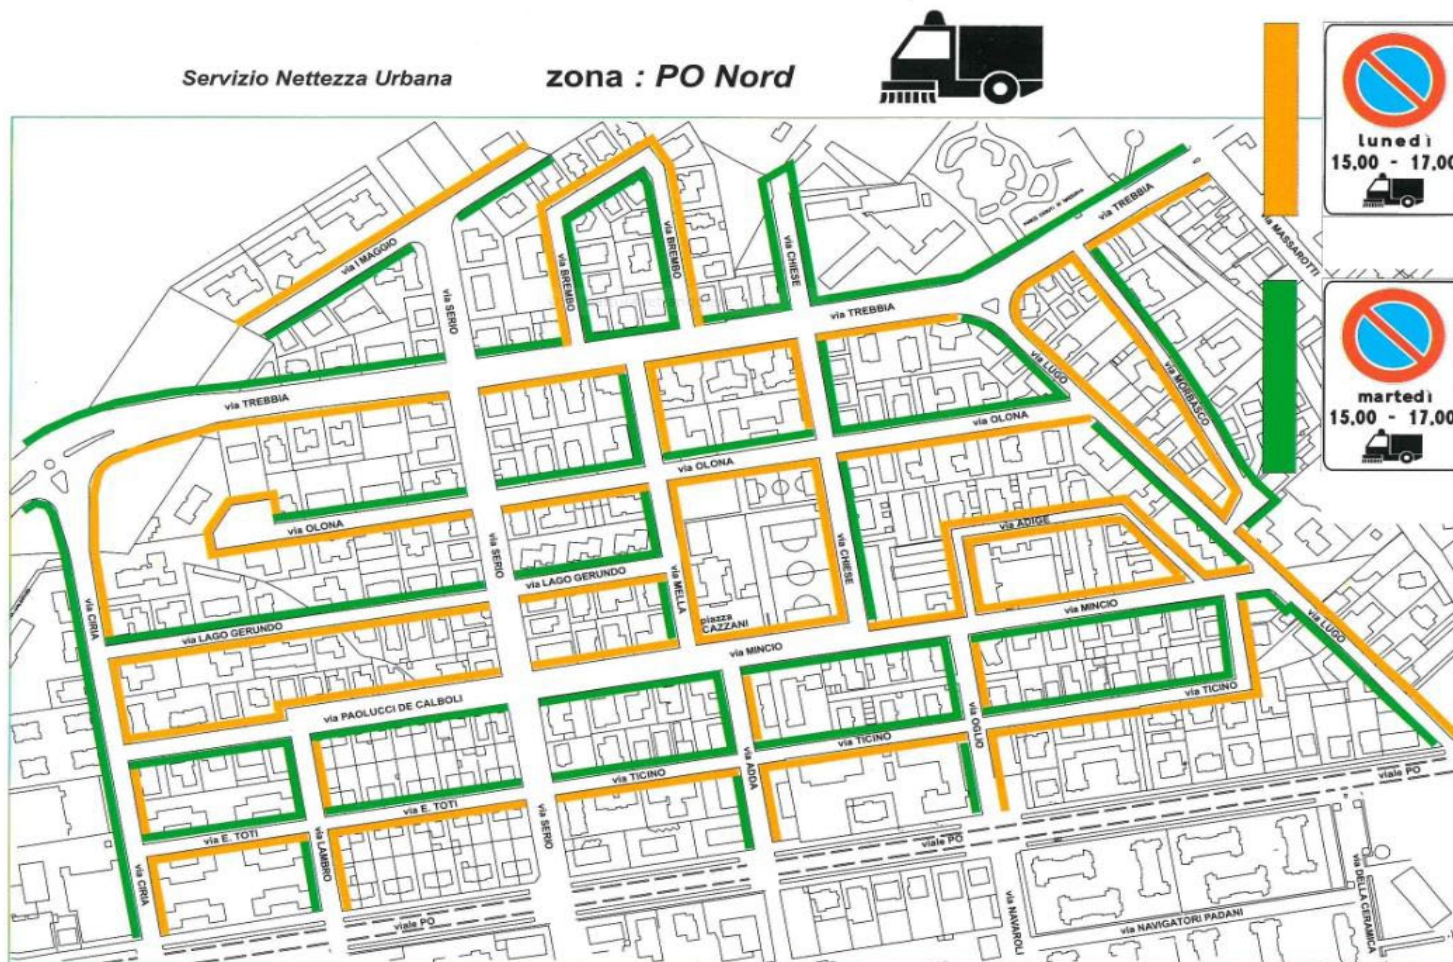 Servizio Nettezza Urbana
zona : PO Nord
lunedì
15,00 - 17,00
martedì
15,00 - 17,00
via I MAGGIO
via SERIO
via BREMBO
via BREMBO
via CHIESE
via TREBBIA
via MASSAROTTI
via TREBBIA
via TREBBIA
via LUGO
via MORBASCO
via OLONA
via OLONA
via OLONA
via SERIO
via ADIGE
via CHIESE
via MELLA
via LAGO GERUNDO
via CIRIA
via LAGO GERUNDO
piazza
CAZZANI
via MINCIO
via MINCIO
via LUGO
via PAOLUCCI DE CALBOLI
via TICINO
via OGLIO
via TICINO
via ADDA
via TICINO
viale PO
via E. TOTI
via SERIO
via E. TOTI
via LAMBRO
viale PO
via CIRIA
viale PO
via NAVAROLI
via NAVIGATORI PADANI
via DELLA CERAMICA